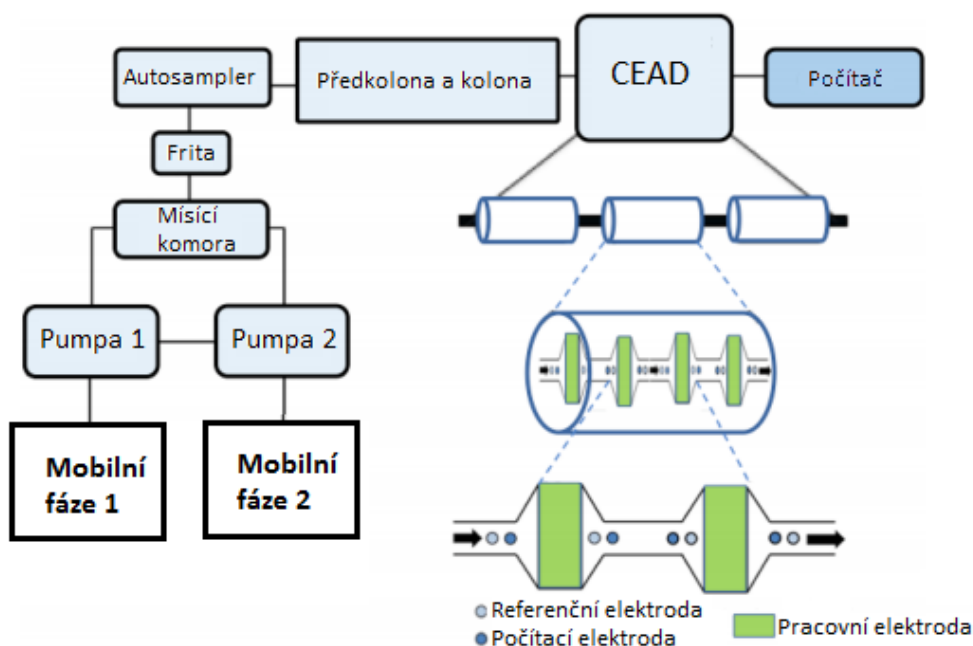 Autosampler
Předkolona a kolona
CEAD
Počítač
Frita
Mísící
komora
Pumpa 1
Pumpa 2
Mobilní
fáze 1
Mobilní
fáze 2
Referenční elektroda
Počítací elektroda
Pracovní elektroda